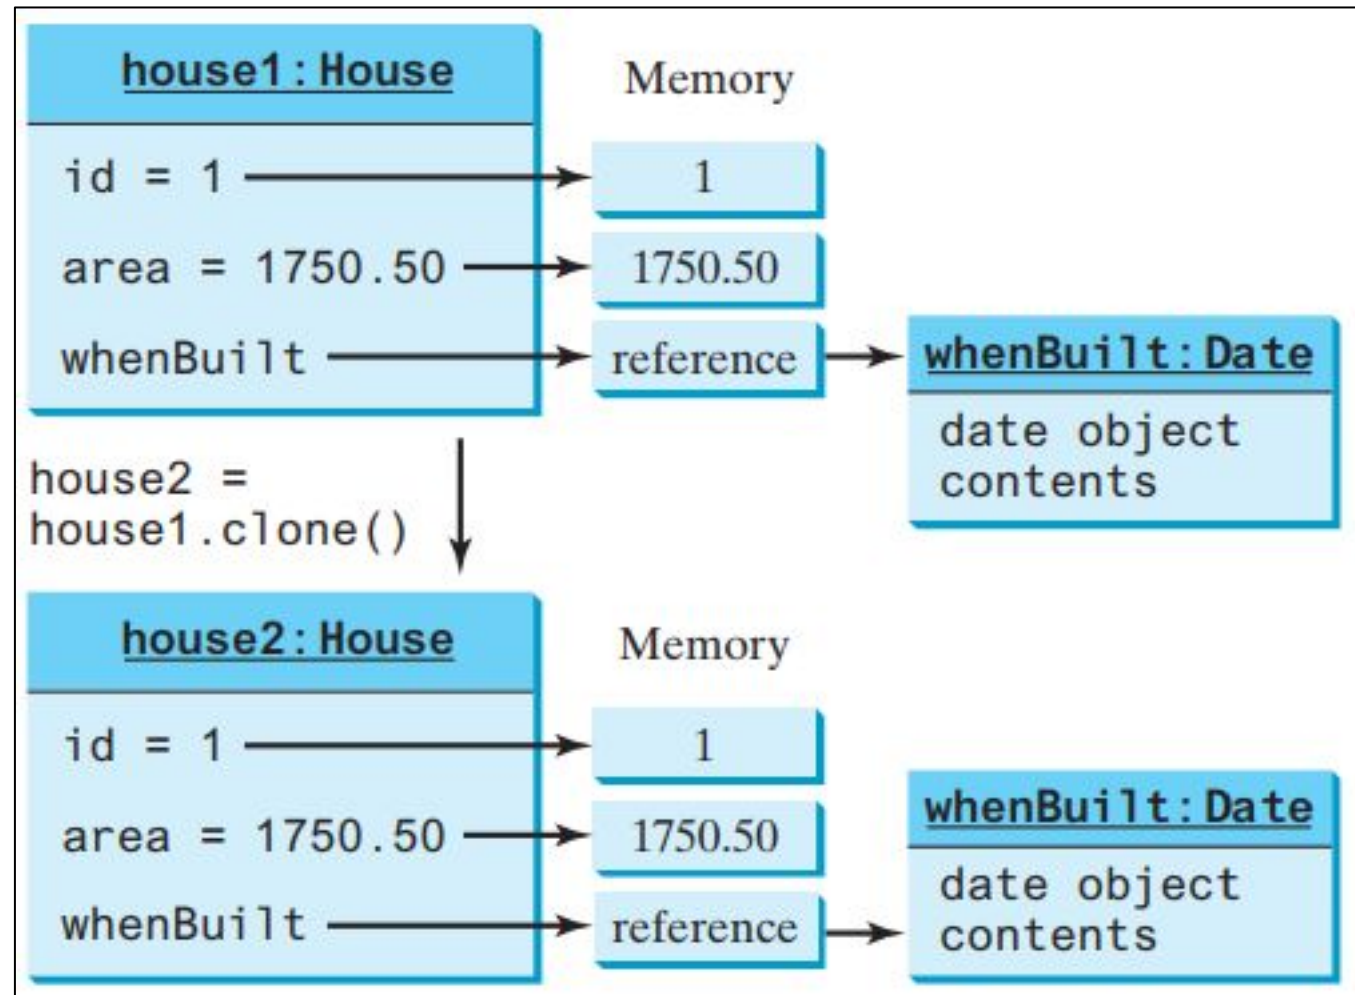 house1:House
Memory
id = 1
1
area = 1750.50
1750.50
whenBuilt
reference
whenBuilt:Date
date object
contents
house2 =
house1.clone()
house2:House
Memory
id = 1
1
area = 1750.50
1750.50
whenBuilt
reference
whenBuilt:Date
date object
contents